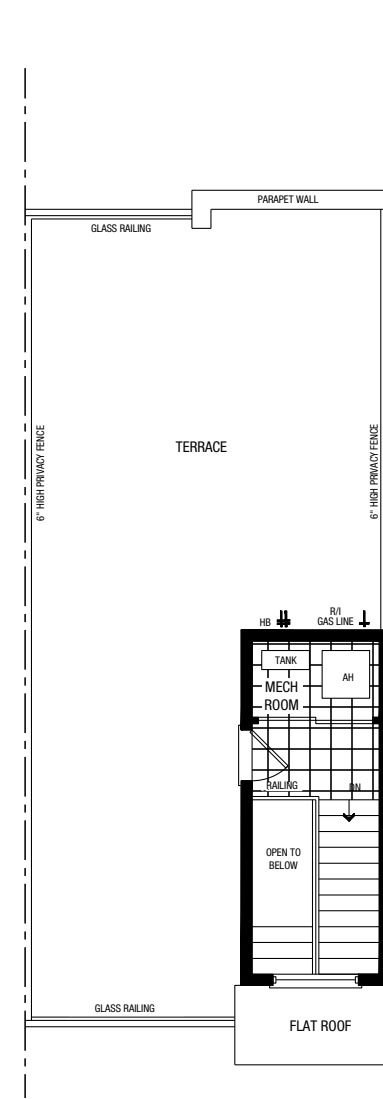 PARAPET WALL
GLASS RAILING
TERRACE
6" HIGH PRIVACY FENCE
6" HIGH PRIVACY FENCE
HB
R/I
GAS LINE
TANK
AH
MECH
ROOM
RAILING
DN
OPEN TO
BELOW
GLASS RAILING
FLAT ROOF